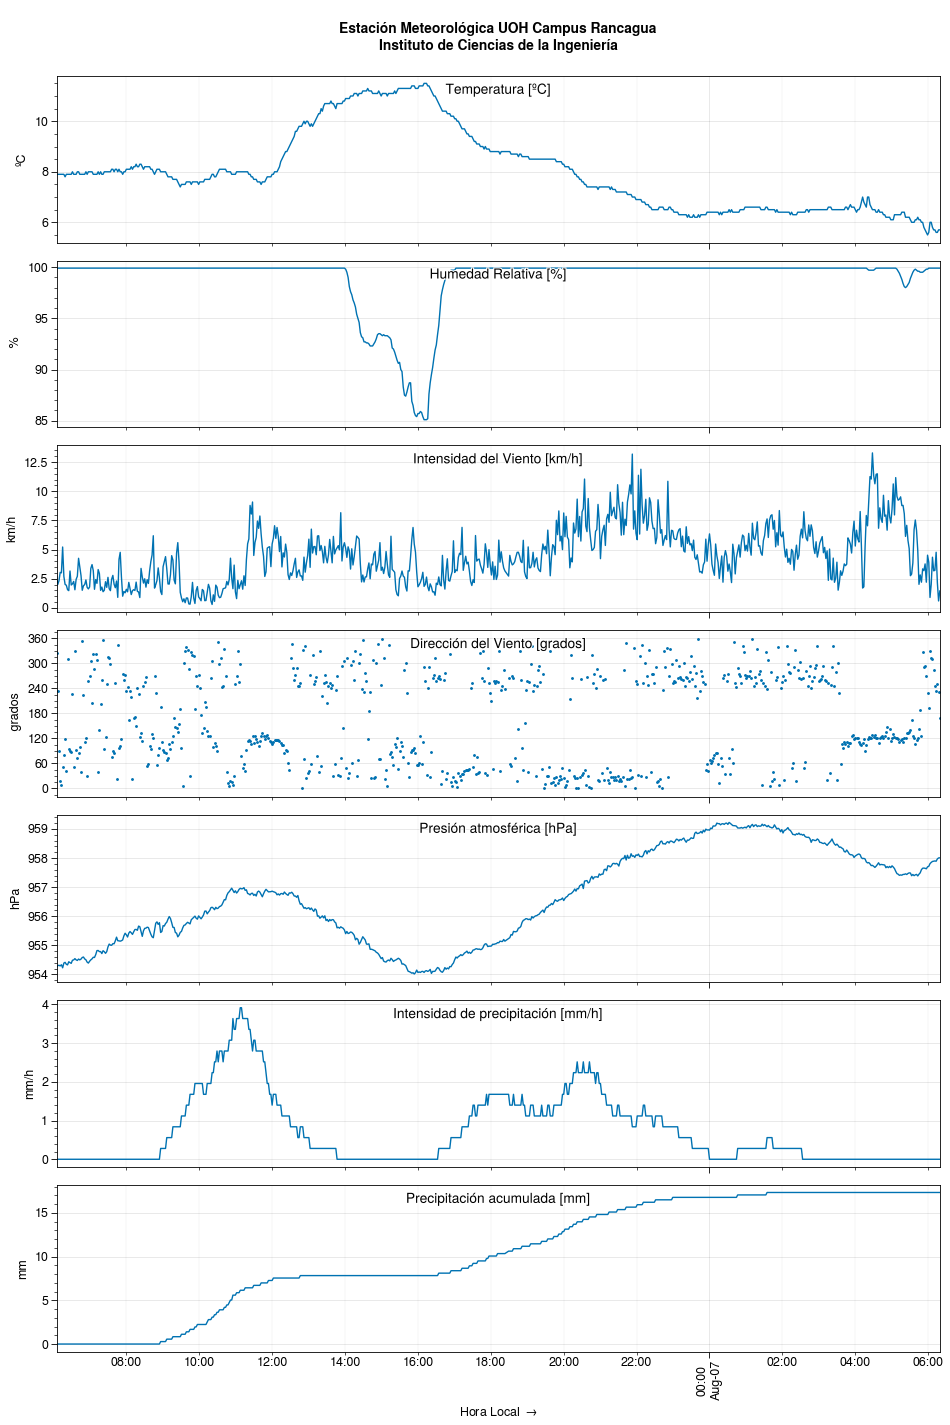 Estación Meteorológica UOH Campus Rancagua
Instituto de Ciencias de la Ingeniería
Temperatura [ºC]
10
8
6
ºC
Humedad Relativa [%]
100
95
90
85
%
Intensidad del Viento [km/h]
12.5
10
7.5
5
2.5
0
km/h
Dirección del Viento [grados]
360
300
240
180
120
60
0
grados
Presión atmosférica [hPa]
959
958
957
956
955
954
hPa
Intensidad de precipitación [mm/h]
4
3
2
1
0
mm/h
Precipitación acumulada [mm]
15
10
5
0
mm
08:00 10:00 12:00 14:00 16:00 18:00 20:00 22:00 00:00 02:00 04:00 06:00
Aug-07
Hora Local →